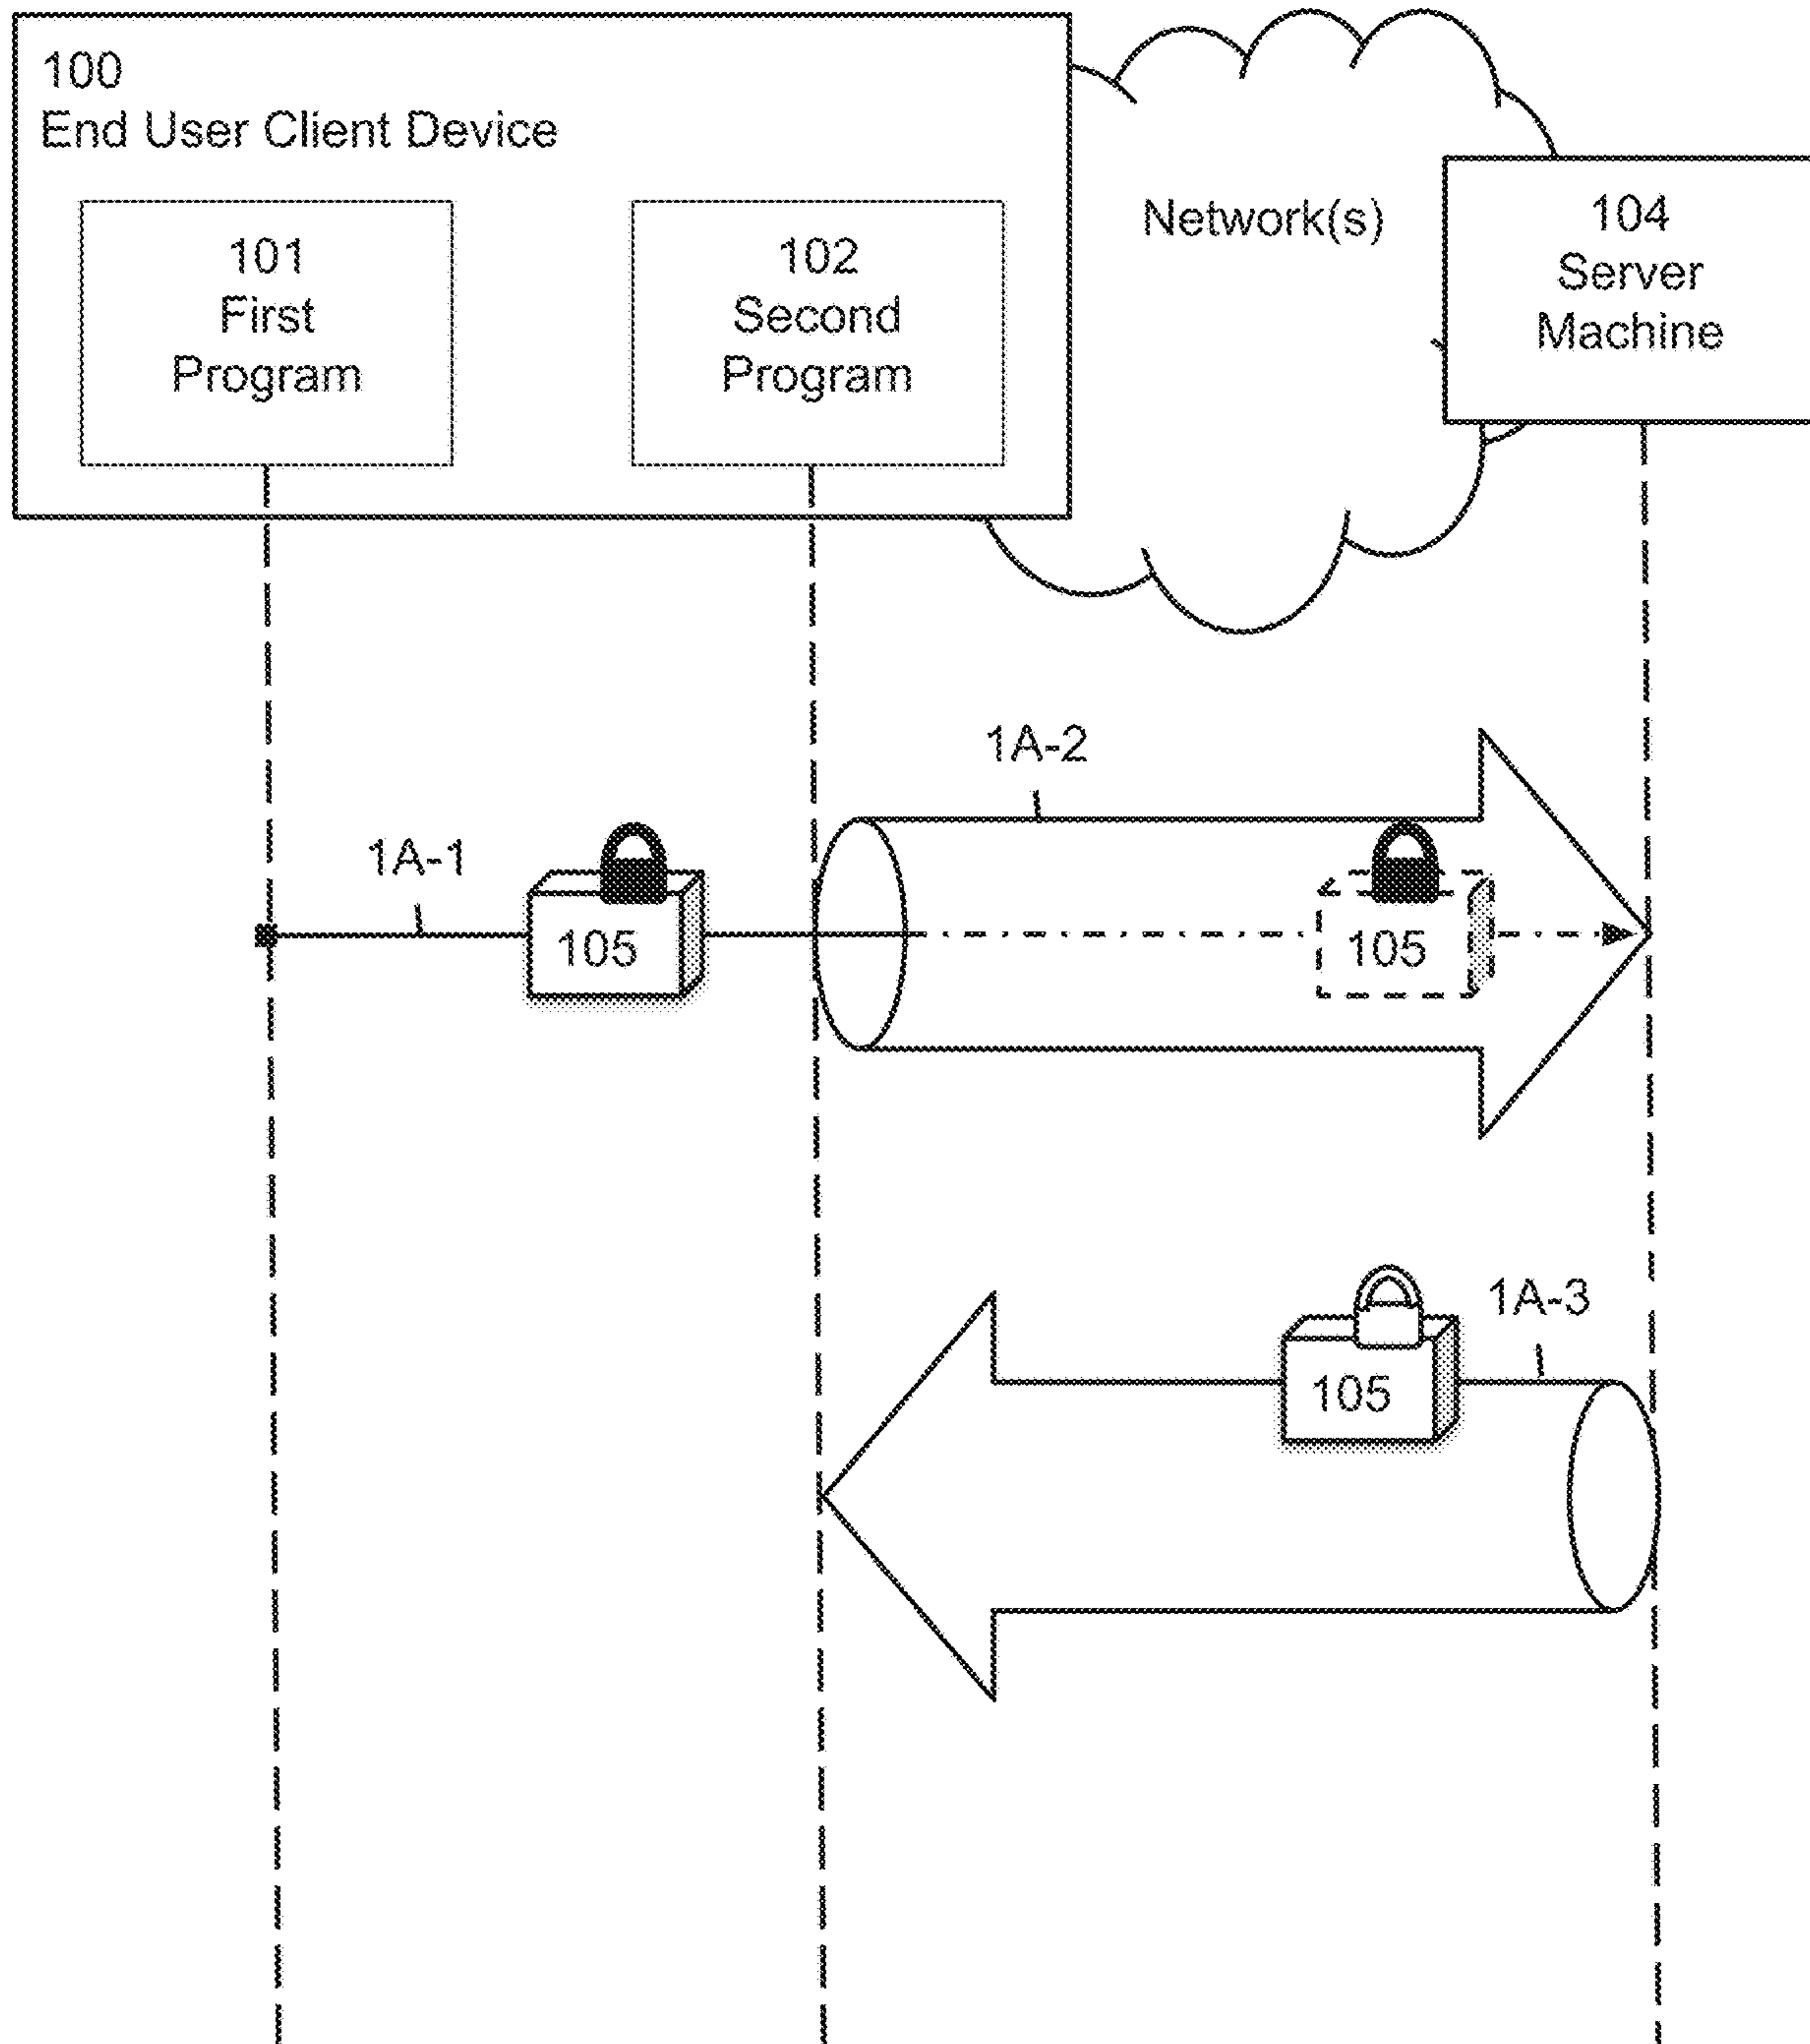 100
End User Client Device
101
First
Program
102
Second
Program
Network(s)
104
Server
Machine
1A-2
1A-1
105
105
1A-3
105